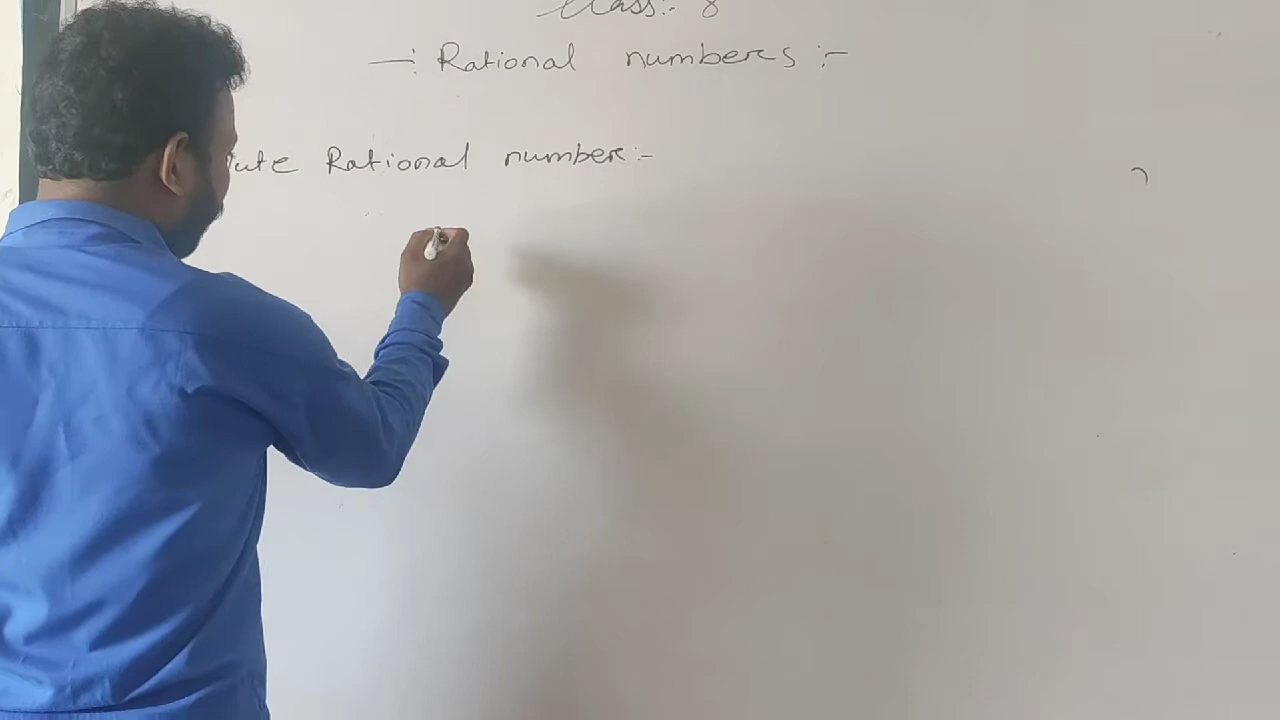 Class:- 8
—: Rational numbers :-
ute Rational number:-